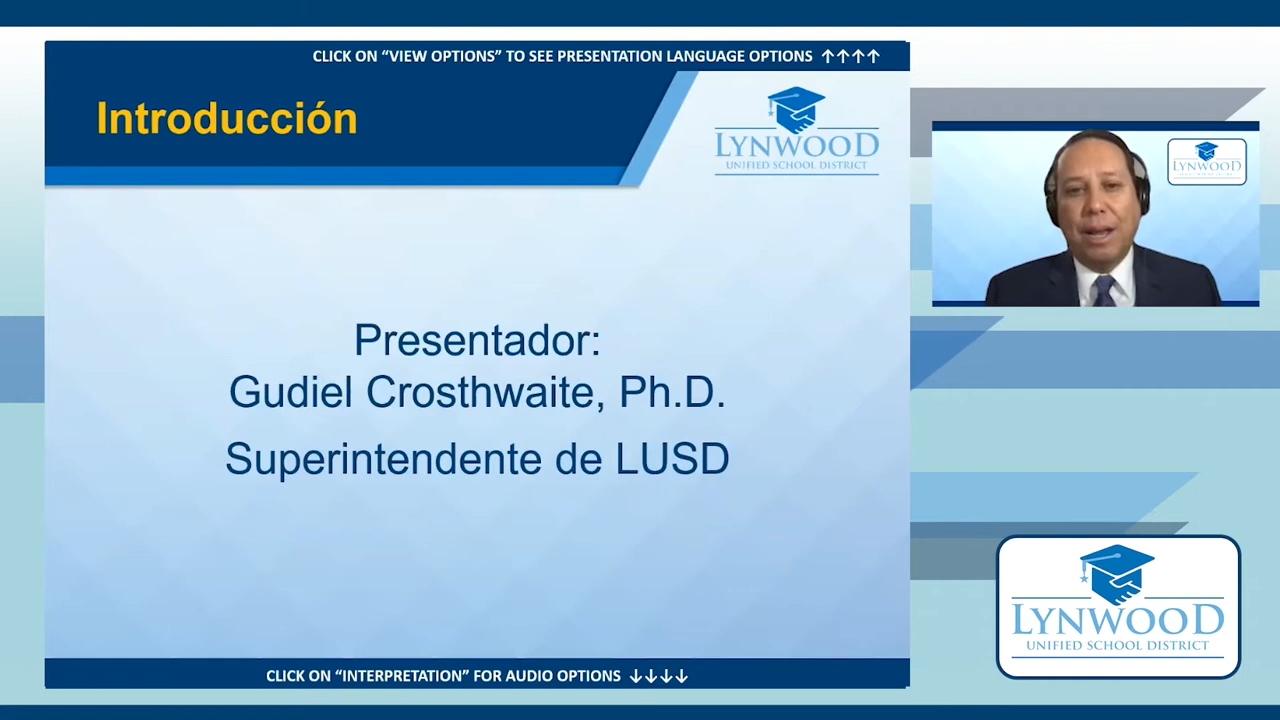 CLICK ON “VIEW OPTIONS” TO SEE PRESENTATION LANGUAGE OPTIONS ↑↑↑↑
Introducción
LYNWOOD
UNIFIED SCHOOL DISTRICT
LYNWOOD
Presentador:
Gudiel Crosthwaite, Ph.D.
Superintendente de LUSD
LYNWOOD
UNIFIED SCHOOL DISTRICT
CLICK ON “INTERPRETATION” FOR AUDIO OPTIONS ↓↓↓↓